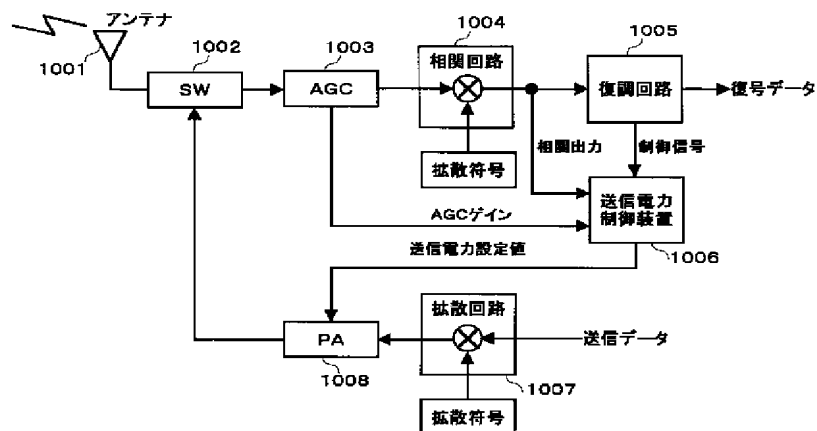 アンテナ
1001
1002
SW
1003
AGC
1004
相関回路
拡散符号
1005
復調回路
復号データ
相関出力
制御信号
送信電力
制御装置
1006
AGCゲイン
送信電力設定値
PA
1008
拡散回路
1007
送信データ
拡散符号